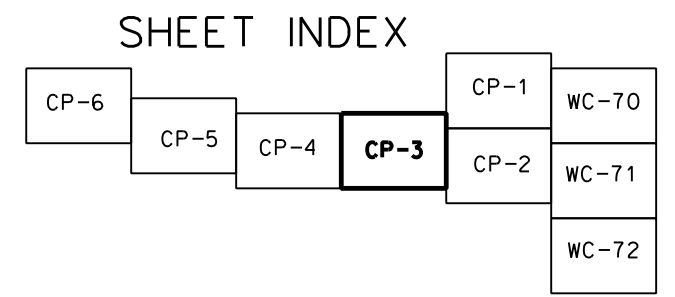 SHEET INDEX
CP-6
CP-5
CP-4
CP-3
CP-1
CP-2
WC-70
WC-71
WC-72